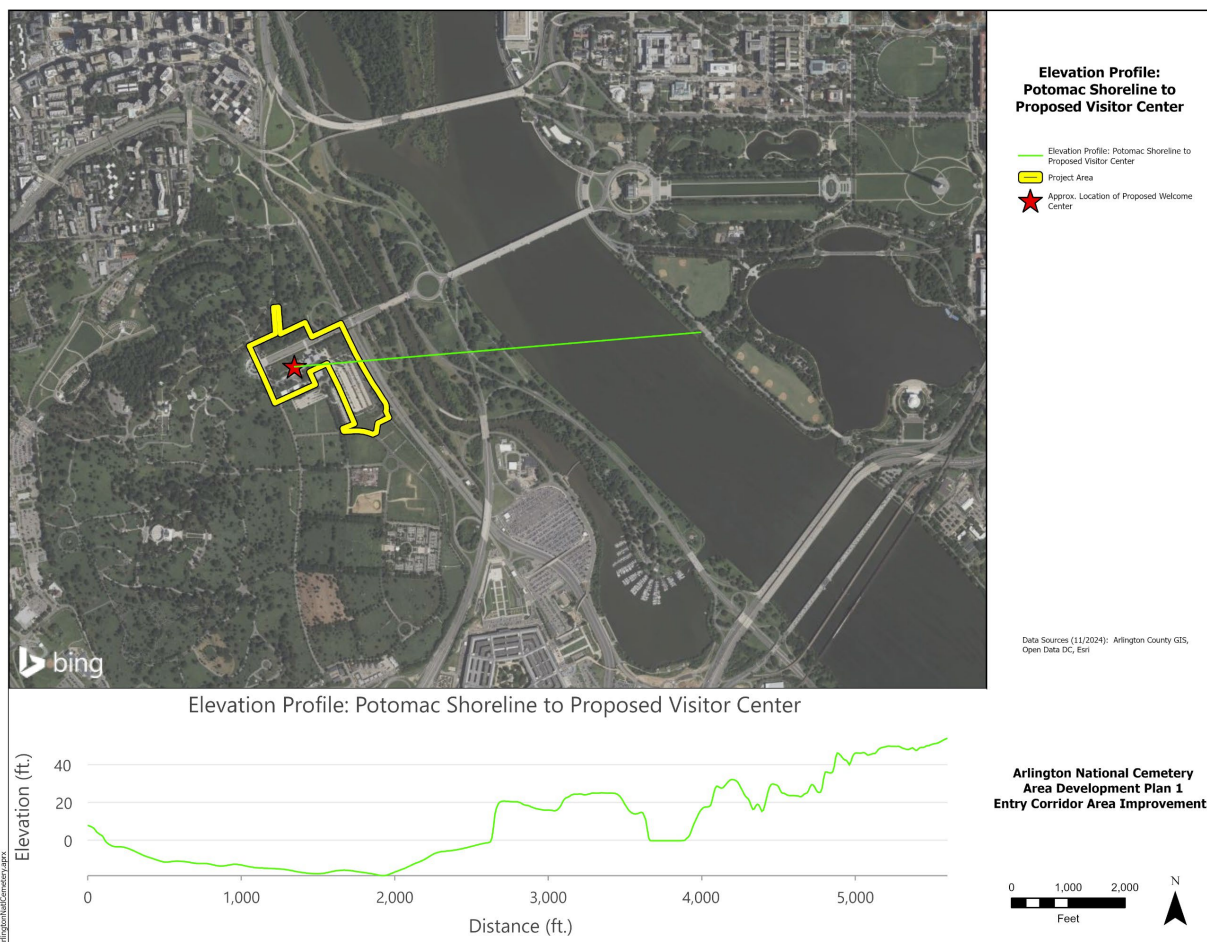 Elevation Profile:
Potomac Shoreline to
Proposed Visitor Center
Elevation Profile: Potomac Shoreline to
Proposed Visitor Center
Project Area
Approx. Location of Proposed Welcome
Center
bing
Data Sources (11/2024): Arlington County GIS,
Open Data DC, Esri
Elevation Profile: Potomac Shoreline to Proposed Visitor Center
Elevation (ft.)
40
20
0
0
1,000
2,000
3,000
4,000
5,000
Distance (ft.)
Arlington National Cemetery
Area Development Plan 1
Entry Corridor Area Improvement
0
1,000
2,000
Feet
N
rlingtonNatlCemetery.aprx